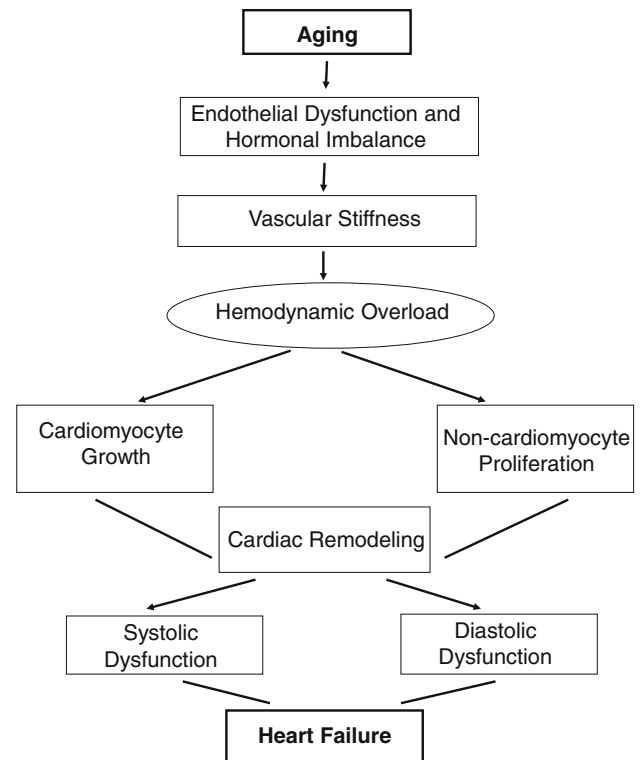 Aging
Endothelial Dysfunction and
Hormonal Imbalance
Vascular Stiffness
Hemodynamic Overload
Cardiomyocyte
Growth
Non-cardiomyocyte
Proliferation
Cardiac Remodeling
Systolic
Dysfunction
Diastolic
Dysfunction
Heart Failure